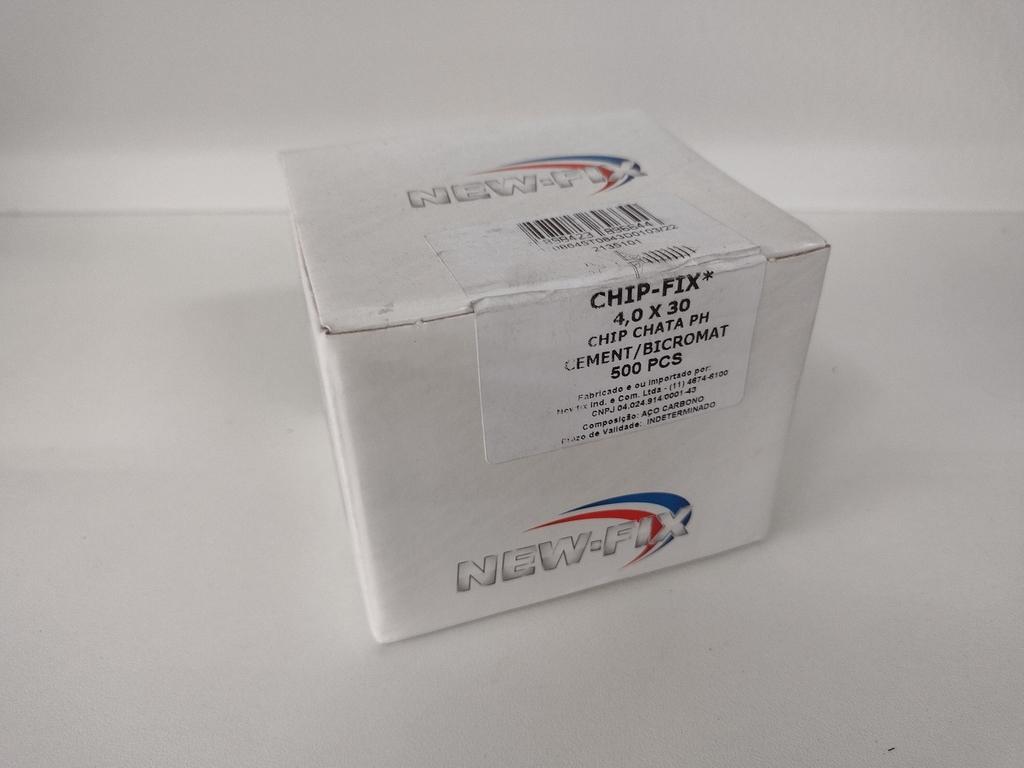 NEW-FIX
2135101
CHIP-FIX*
4,0 X 30
CHIP CHATA PH
CEMENT/BICROMAT
500 PCS
Fabricado e ou importado por:
New fix Ind. e Com. Ltda - (11) 4674-6100
CNPJ 04.024.914/0001-43
Composição: AÇO CARBONO
Prazo de Validade: INDETERMINADO
NEW-FIX